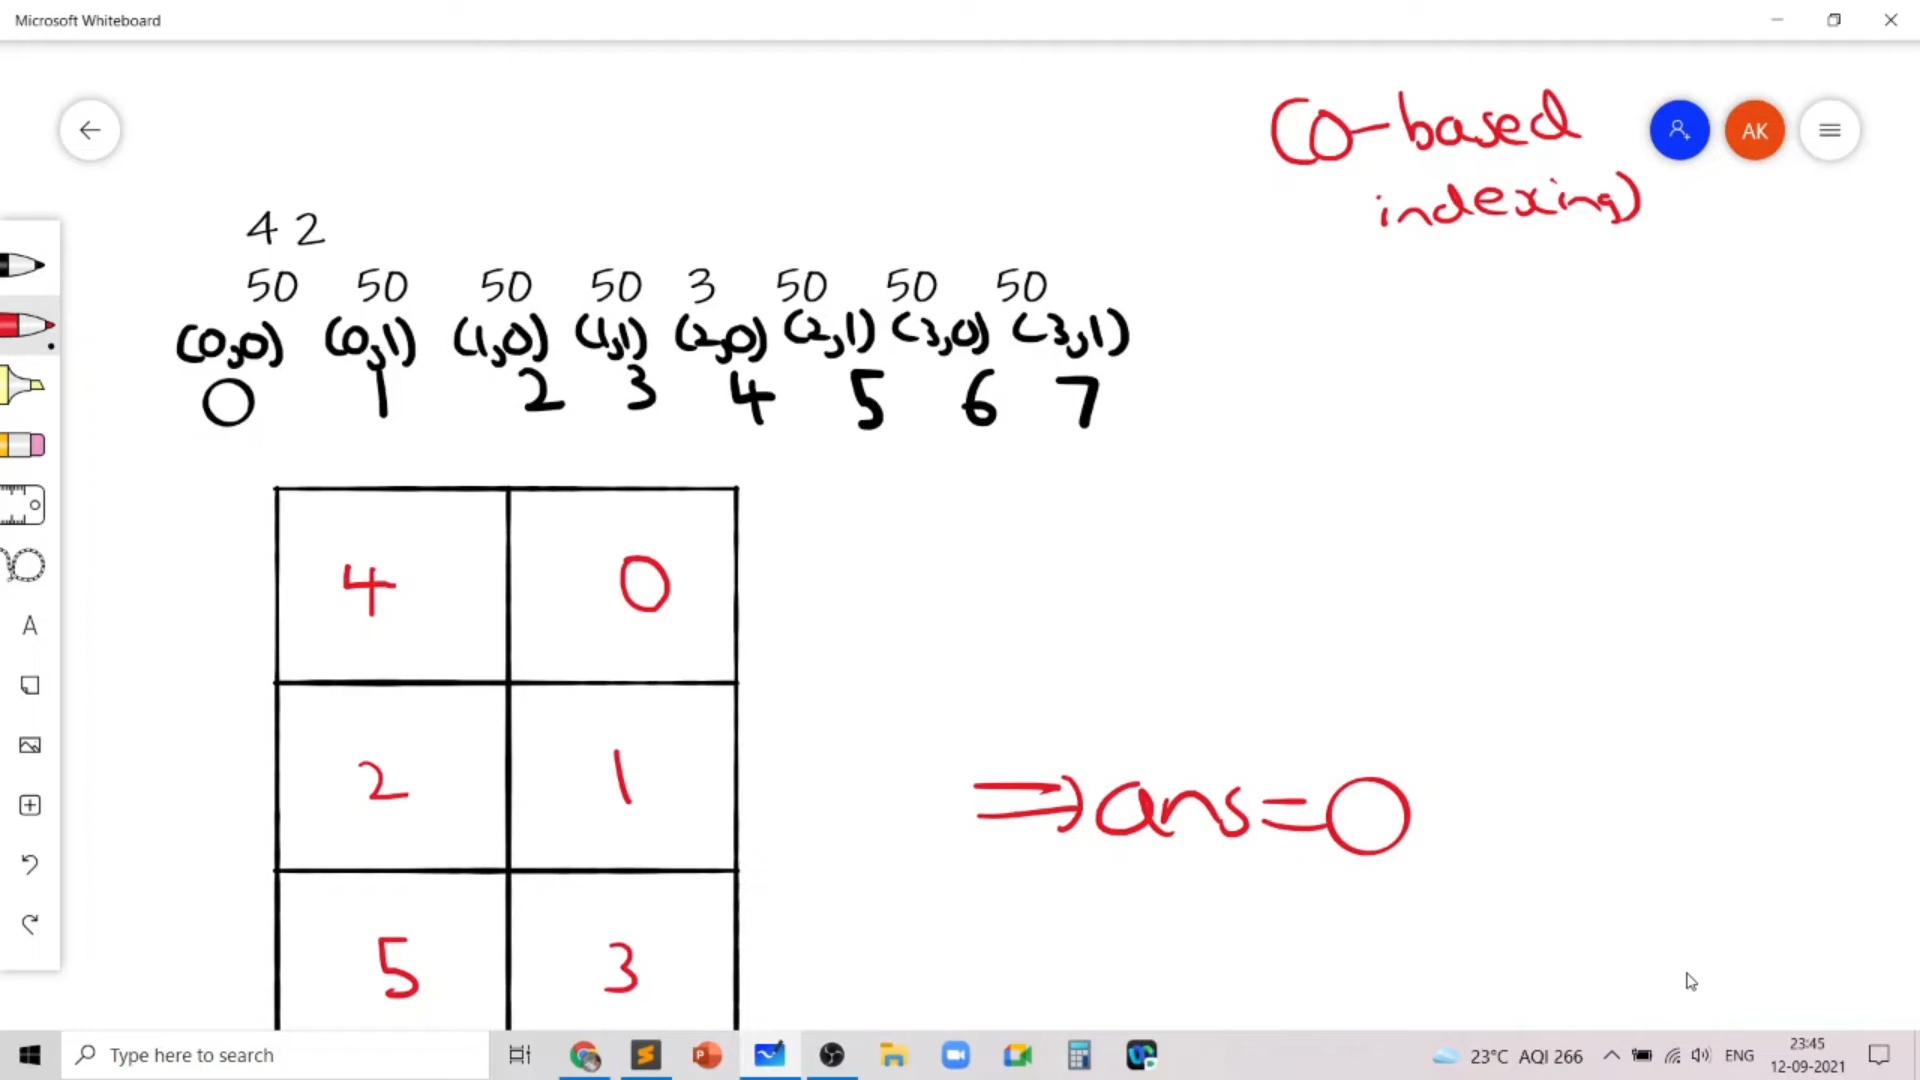 Microsoft Whiteboard
(0-based
indexing)
AK
4 2
50 50 50 50 3 50 50 50
(0,0) (0,1) (1,0) (1,1) (2,0) (2,1) (3,0) (3,1)
0 1 2 3 4 5 6 7
4 0
2 1
⇒ ans=0
5 3
A
Type here to search
23°C AQI 266
ENG
23:45
12-09-2021